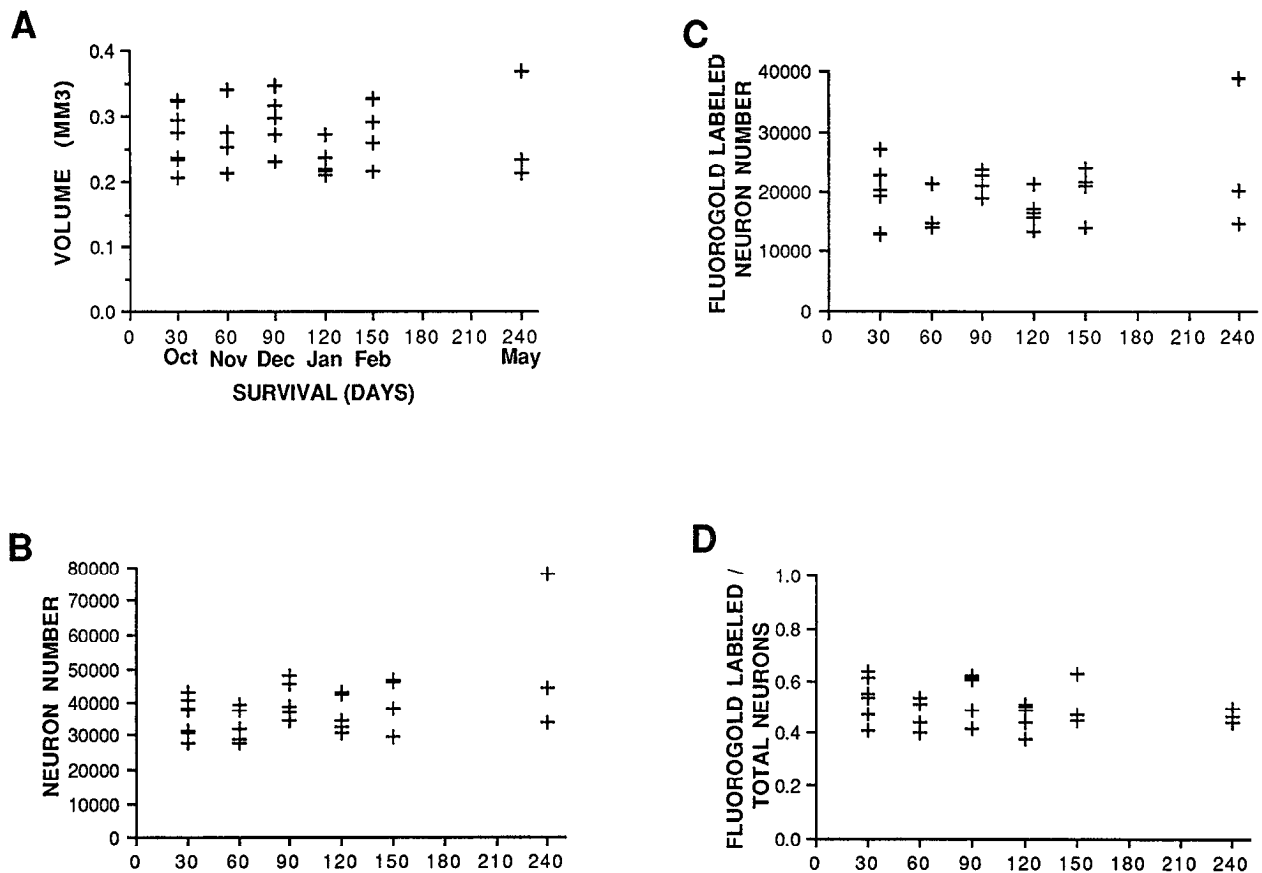 A
VOLUME (MM3)
0.4
0.3
0.2
0.1
0.0
0 30 60 90 120 150 180 210 240
Oct Nov Dec Jan Feb May
SURVIVAL (DAYS)
C
FLUOROGOLD LABELED
NEURON NUMBER
40000
30000
20000
10000
0
0 30 60 90 120 150 180 210 240
B
NEURON NUMBER
80000
70000
60000
50000
40000
30000
20000
10000
0
0 30 60 90 120 150 180 210 240
D
FLUOROGOLD LABELED /
TOTAL NEURONS
1.0
0.8
0.6
0.4
0.2
0.0
0 30 60 90 120 150 180 210 240